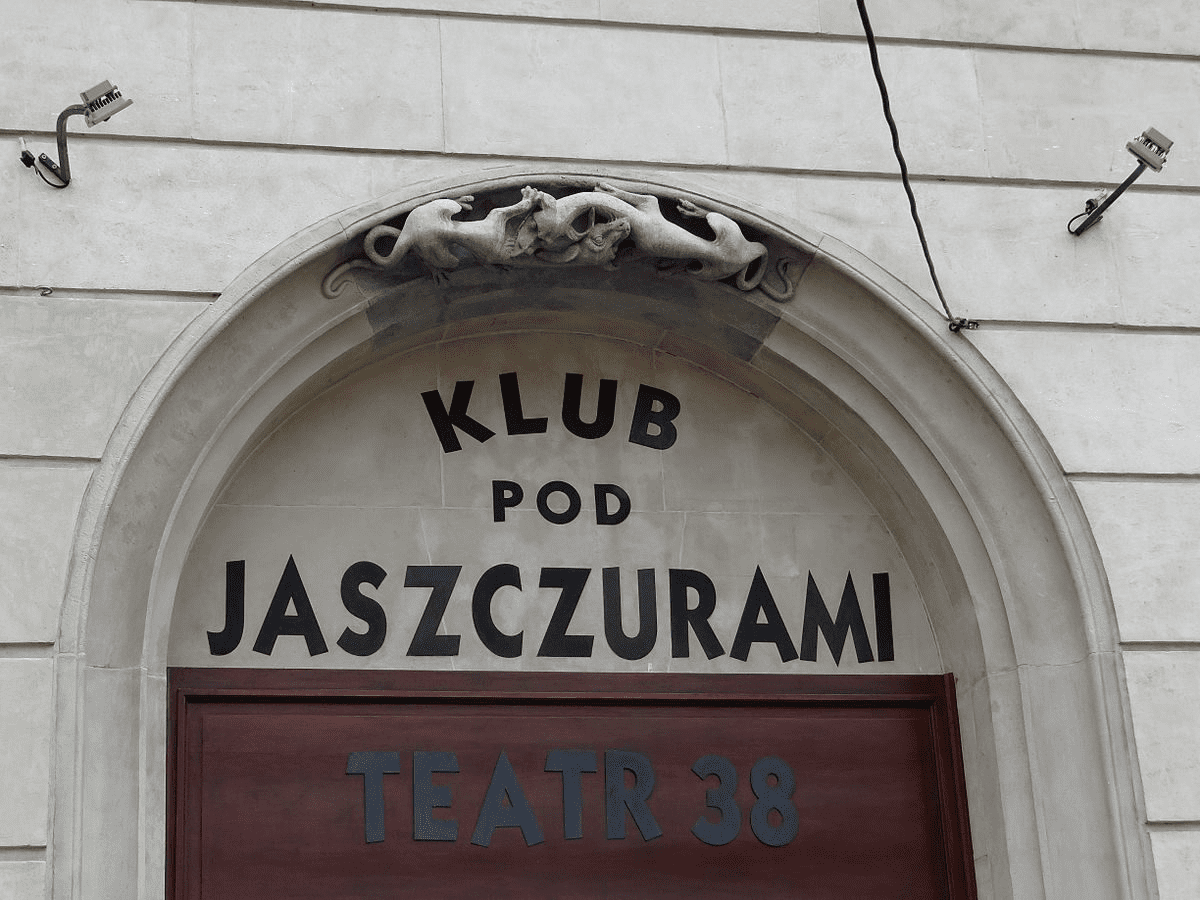 KLUB
POD
JASZCZURAMI
TEATR 38